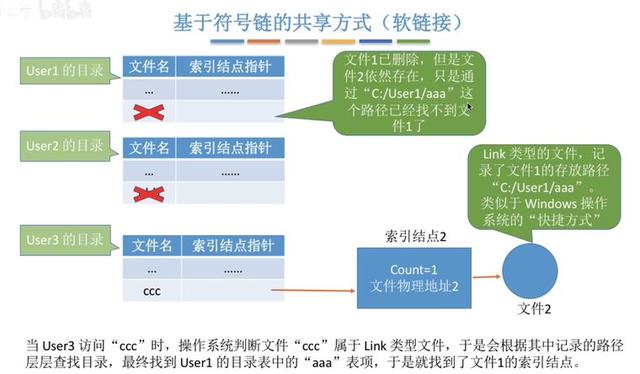 基于符号链的共享方式（软链接）
User1 的目录
文件名 索引结点指针
... ......
文件1已删除，但是文
件2依然存在，只是通
过“C:/User1/aaa”这
个路径已经找不到文
件1了
User2 的目录
文件名 索引结点指针
... ......
Link 类型的文件，记
录了文件1的存放路径
“C:/User1/aaa”。
类似于 Windows 操作
系统的“快捷方式”
User3 的目录
文件名 索引结点指针
... ......
ccc
索引结点2
Count=1
文件物理地址2
文件2
当 User3 访问“ccc”时，操作系统判断文件“ccc”属于 Link 类型文件，于是会根据其中记录的路径
层层查找目录，最终找到 User1 的目录表中的“aaa”表项，于是就找到了文件1的索引结点。